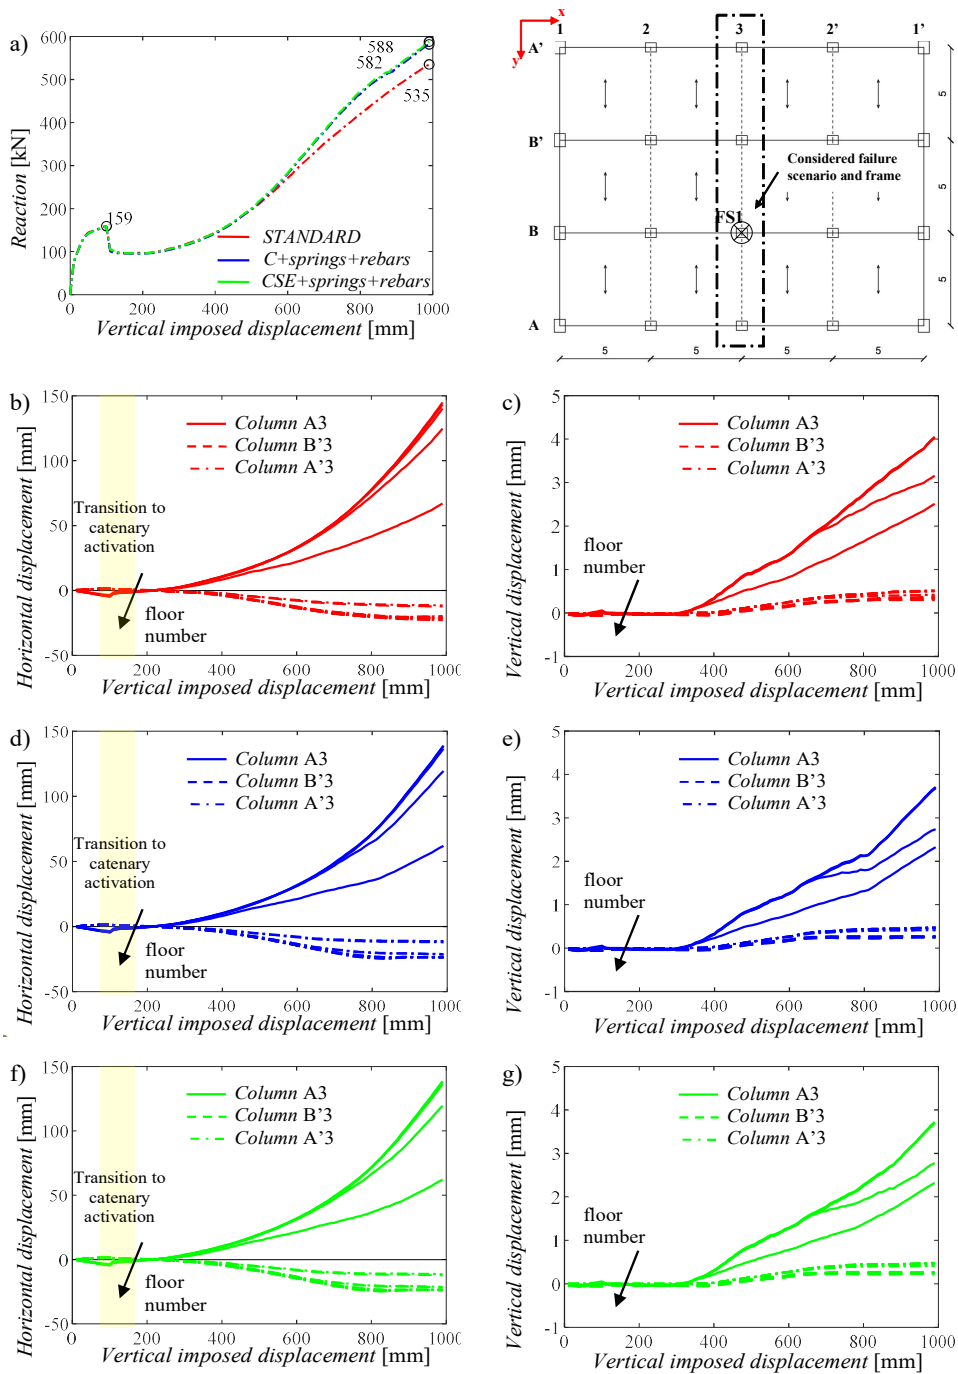 a)
Reaction [kN]
600
500
400
300
200
100
0
588
582
535
159
STANDARD
C+springs+rebars
CSE+springs+rebars
0 200 400 600 800 1000
Vertical imposed displacement [mm]
x
y
1 2 3 2' 1'
A'
B'
B
A
FS1
Considered failure
scenario and frame
5
5
5
5 5 5 5
b)
Horizontal displacement [mm]
150
100
50
0
-50
Column A3
Column B'3
Column A'3
Transition to
catenary
activation
floor
number
0 200 400 600 800 1000
Vertical imposed displacement [mm]
c)
Vertical displacement [mm]
5
4
3
2
1
0
-1
Column A3
Column B'3
Column A'3
floor
number
0 200 400 600 800 1000
Vertical imposed displacement [mm]
d)
Horizontal displacement [mm]
150
100
50
0
-50
Column A3
Column B'3
Column A'3
Transition to
catenary
activation
floor
number
0 200 400 600 800 1000
Vertical imposed displacement [mm]
e)
Vertical displacement [mm]
5
4
3
2
1
0
-1
Column A3
Column B'3
Column A'3
floor
number
0 200 400 600 800 1000
Vertical imposed displacement [mm]
f)
Horizontal displacement [mm]
150
100
50
0
-50
Column A3
Column B'3
Column A'3
Transition to
catenary
activation
floor
number
0 200 400 600 800 1000
Vertical imposed displacement [mm]
g)
Vertical displacement [mm]
5
4
3
2
1
0
-1
Column A3
Column B'3
Column A'3
floor
number
0 200 400 600 800 1000
Vertical imposed displacement [mm]